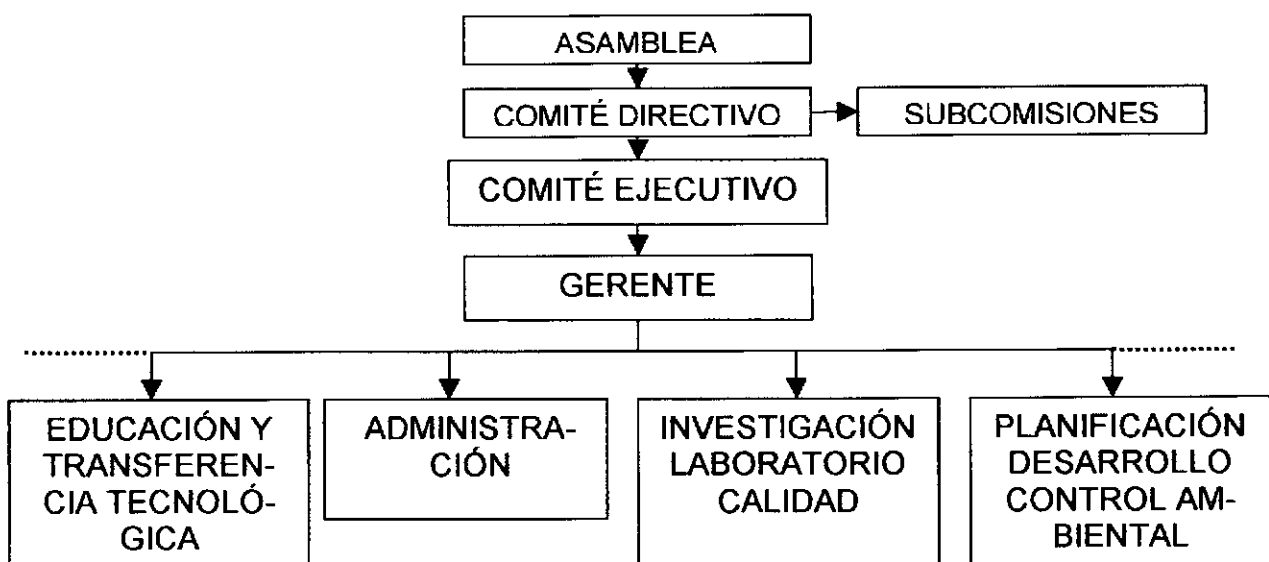 ASAMBLEA
COMITÉ DIRECTIVO
SUBCOMISIONES
COMITÉ EJECUTIVO
GERENTE
EDUCACIÓN Y
TRANSFEREN-
CIA TECNOLÓ-
GICA
ADMINISTRA-
CIÓN
INVESTIGACIÓN
LABORATORIO
CALIDAD
PLANIFICACIÓN
DESARROLLO
CONTROL AM-
BIENTAL